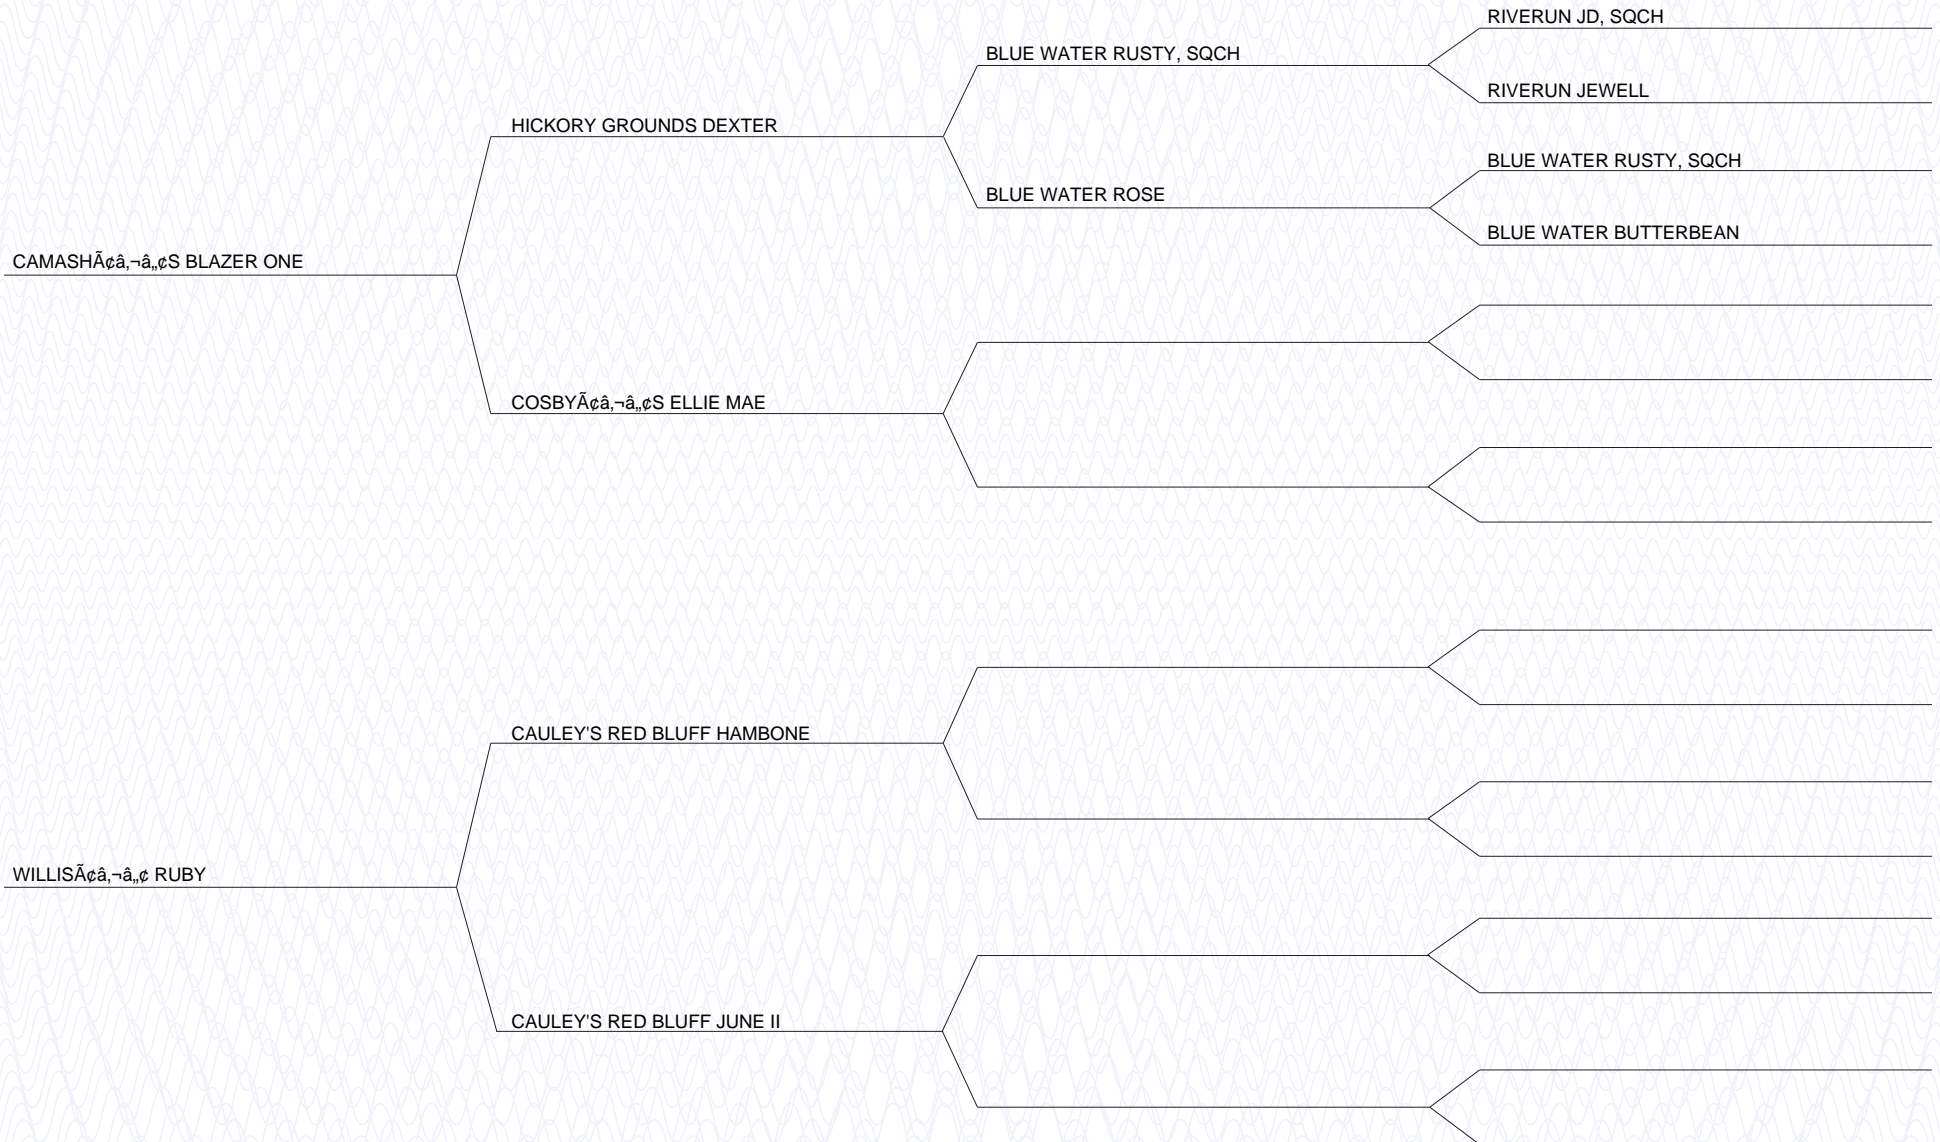 RIVERUN JD, SQCH
BLUE WATER RUSTY, SQCH
RIVERUN JEWELL
HICKORY GROUNDS DEXTER
BLUE WATER RUSTY, SQCH
BLUE WATER ROSE
BLUE WATER BUTTERBEAN
CAMASHÃ¢â‚¬â„¢S BLAZER ONE
COSBYÃ¢â‚¬â„¢S ELLIE MAE
CAULEY'S RED BLUFF HAMBONE
WILLISÃ¢â‚¬â„¢ RUBY
CAULEY'S RED BLUFF JUNE II